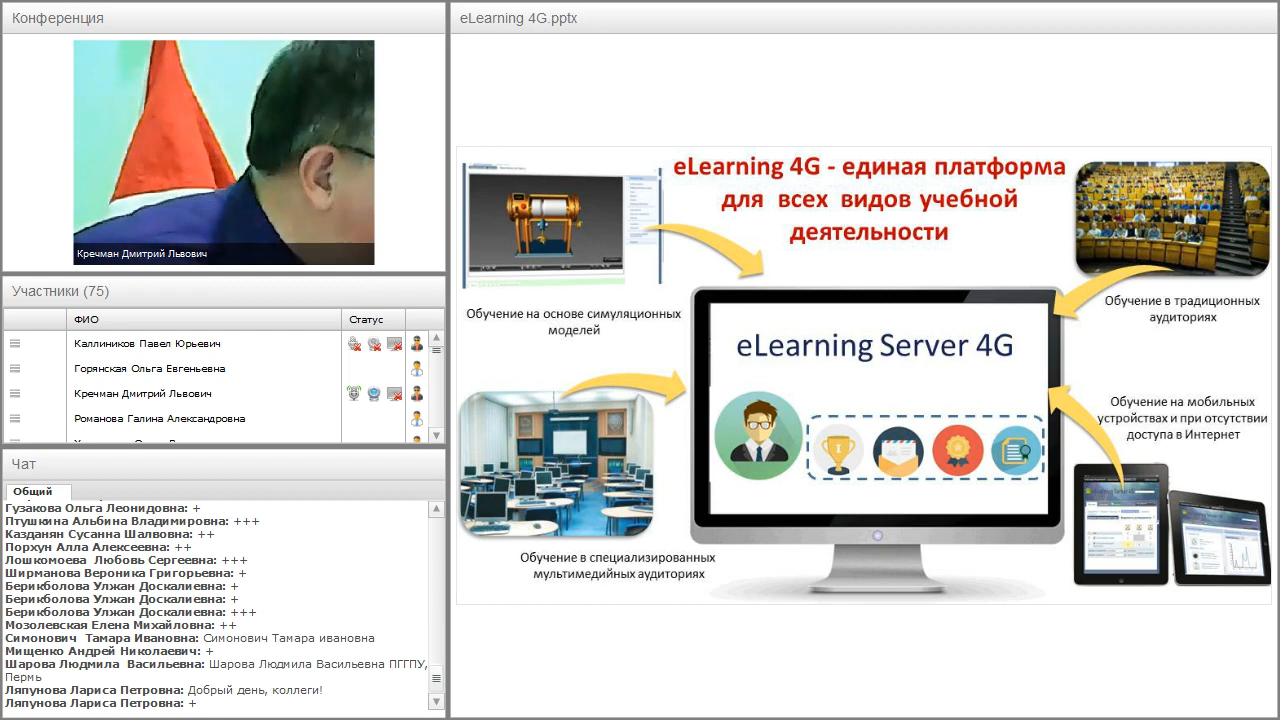 Конференция
Кречман Дмитрий Львович
Участники (75)
ФИО
Статус
Каллиников Павел Юрьевич
Горянская Ольга Евгеньевна
Кречман Дмитрий Львович
Романова Галина Александровна
Чат
Общий
Гузакова Ольга Леонидовна: +
Птушкина Альбина Владимировна: +++
Казданян Сусанна Шалвовна: ++
Порхун Алла Алексеевна: ++
Лошкомоева Любовь Сергеевна: +++
Ширманова Вероника Григорьевна: +
Берикболова Улжан Доскалиевна: +
Берикболова Улжан Доскалиевна: +
Берикболова Улжан Доскалиевна: +++
Мозолевская Елена Михайловна: ++
Симонович Тамара Ивановна: Симонович Тамара ивановна
Мищенко Андрей Николаевич: +
Шарова Людмила Васильевна: Шарова Людмила Васильевна ПГГПУ,
Пермь
Ляпунова Лариса Петровна: Добрый день, коллеги!
Ляпунова Лариса Петровна: +
eLearning 4G.pptx
eLearning 4G - единая платформа
для всех видов учебной
деятельности
Обучение на основе симуляционных
моделей
Обучение в традиционных
аудиториях
eLearning Server 4G
Обучение на мобильных
устройствах и при отсутствии
доступа в Интернет
Обучение в специализированных
мультимедийных аудиториях